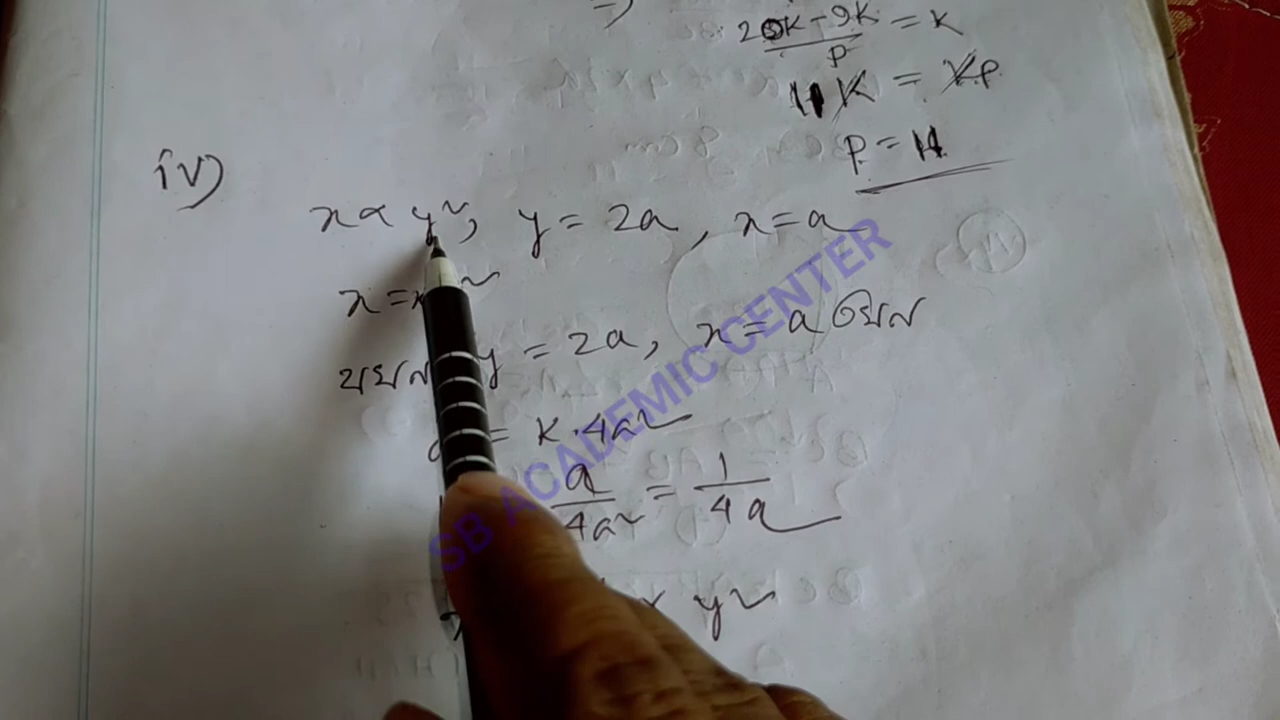 =>
20K - 9K / P = K
11K = KP
P = 11
iv)
x ∝ y², y = 2a, x = a
x = y²
যখন y = 2a, x = a তখন
= K.4a²
a/4a² = 1/4a
x y²
SB ACADEMIC CENTER